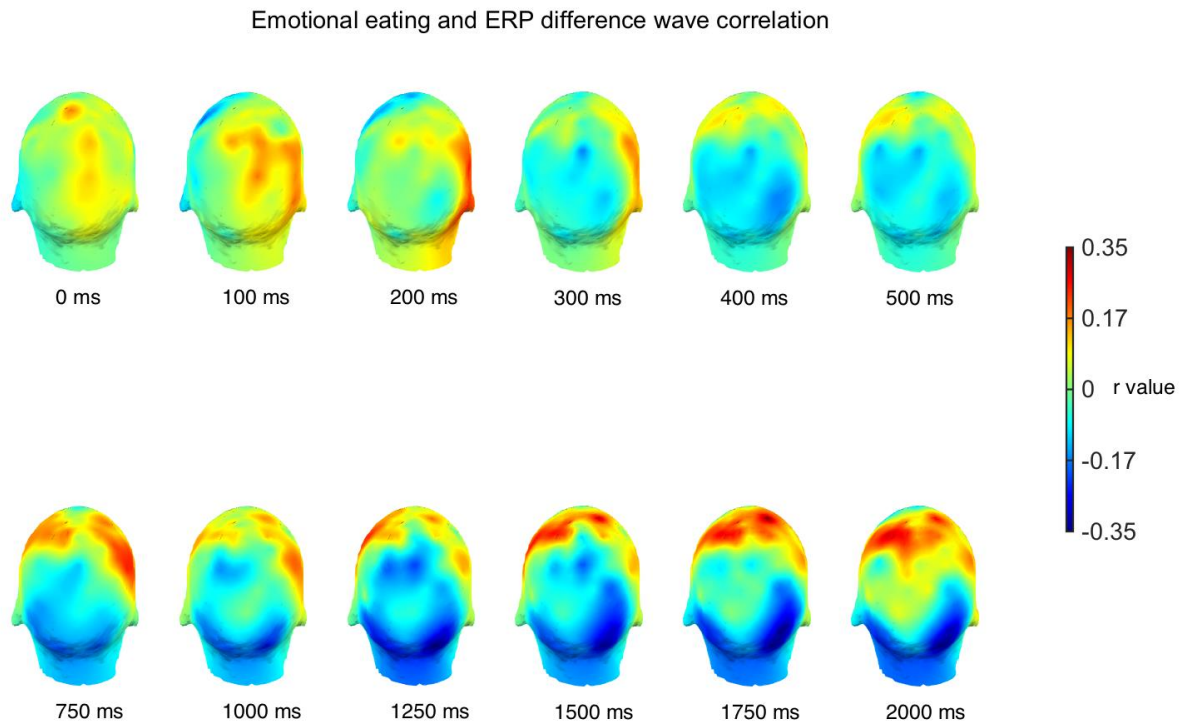 Emotional eating and ERP difference wave correlation
0 ms
100 ms
200 ms
300 ms
400 ms
500 ms
0.35
0.17
0
r value
-0.17
-0.35
750 ms
1000 ms
1250 ms
1500 ms
1750 ms
2000 ms